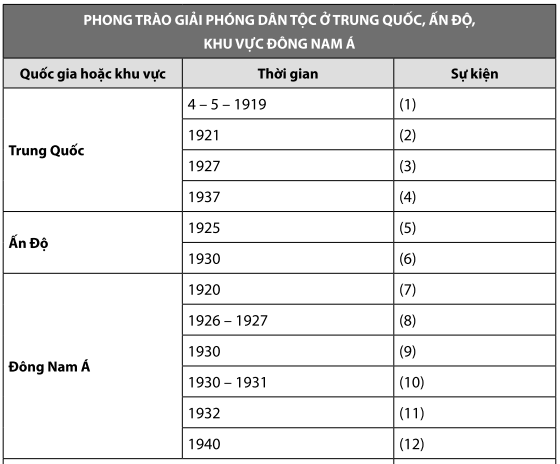 PHONG TRÀO GIẢI PHÓNG DÂN TỘC Ở TRUNG QUỐC, ẤN ĐỘ,
KHU VỰC ĐÔNG NAM Á
Quốc gia hoặc khu vực Thời gian Sự kiện
Trung Quốc
4 – 5 – 1919 (1)
1921 (2)
1927 (3)
1937 (4)
Ấn Độ
1925 (5)
1930 (6)
Đông Nam Á
1920 (7)
1926 – 1927 (8)
1930 (9)
1930 – 1931 (10)
1932 (11)
1940 (12)